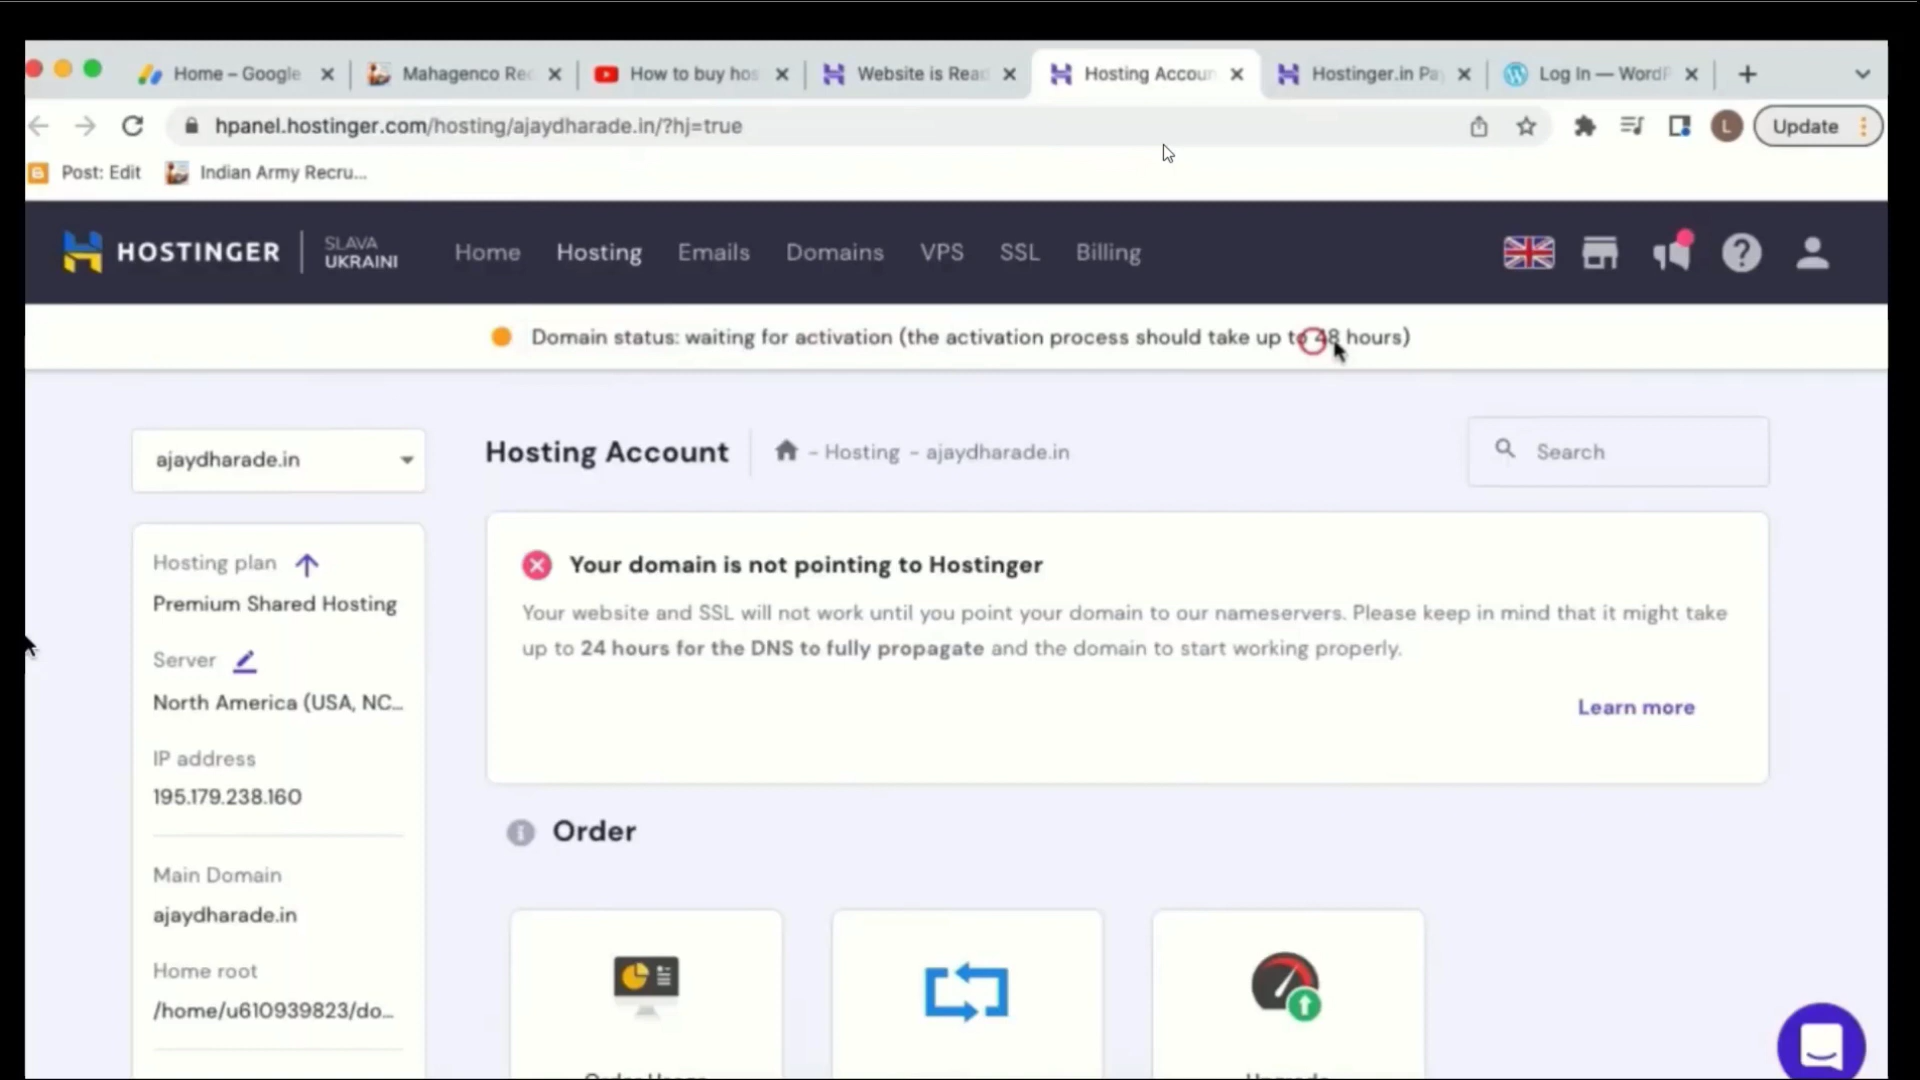 Home – Google
Mahagenco Rec
How to buy hos
Website is Read
Hosting Accoun
Hostinger.in Pa
Log In — WordP
hpanel.hostinger.com/hosting/ajaydharade.in/?hj=true
L
Update
Post: Edit
Indian Army Recru...
HOSTINGER
SLAVA
UKRAINI
Home
Hosting
Emails
Domains
VPS
SSL
Billing
Domain status: waiting for activation (the activation process should take up to 48 hours)
ajaydharade.in
Hosting Account
- Hosting - ajaydharade.in
Search
Hosting plan
Premium Shared Hosting
Server
North America (USA, NC...
IP address
195.179.238.160
Main Domain
ajaydharade.in
Home root
/home/u610939823/do...
Your domain is not pointing to Hostinger
Your website and SSL will not work until you point your domain to our nameservers. Please keep in mind that it might take
up to 24 hours for the DNS to fully propagate and the domain to start working properly.
Learn more
Order